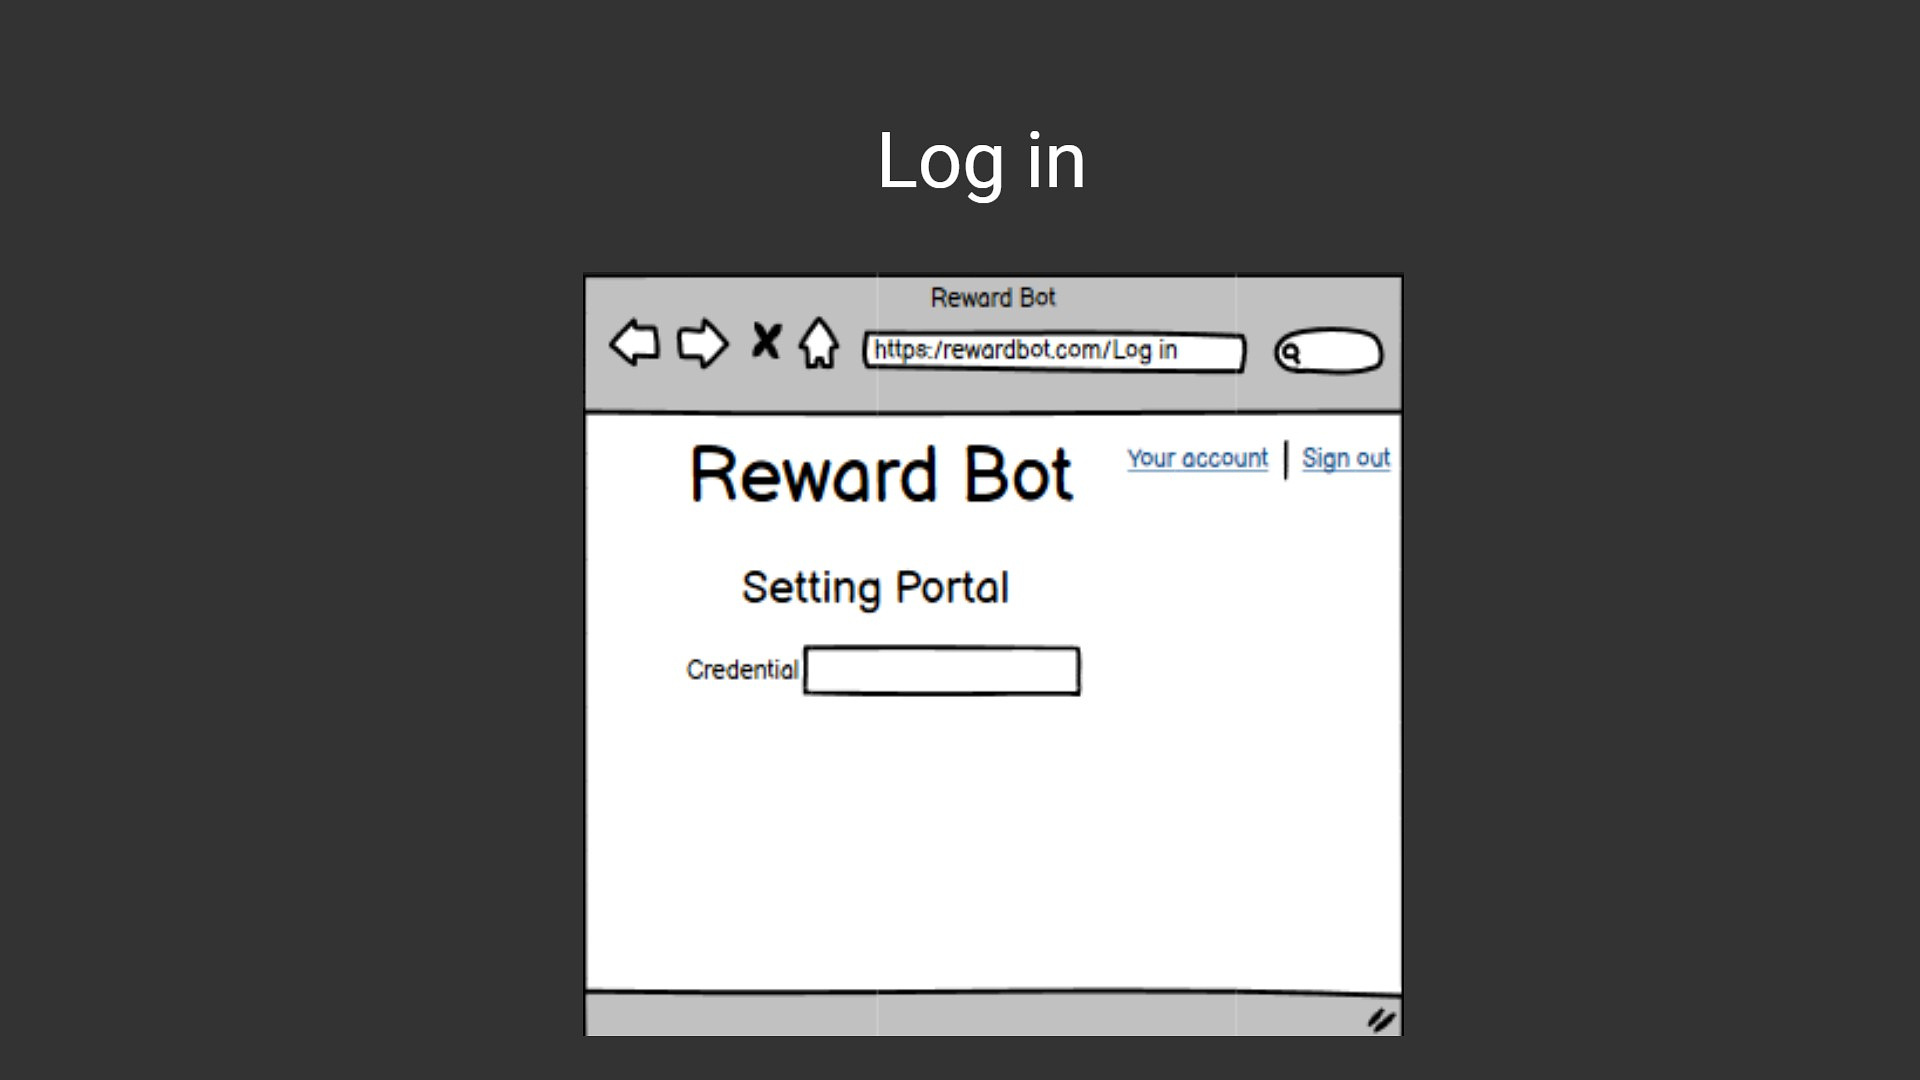 Log in
Reward Bot
https:/rewardbot.com/Log in
Reward Bot
Your account | Sign out
Setting Portal
Credential